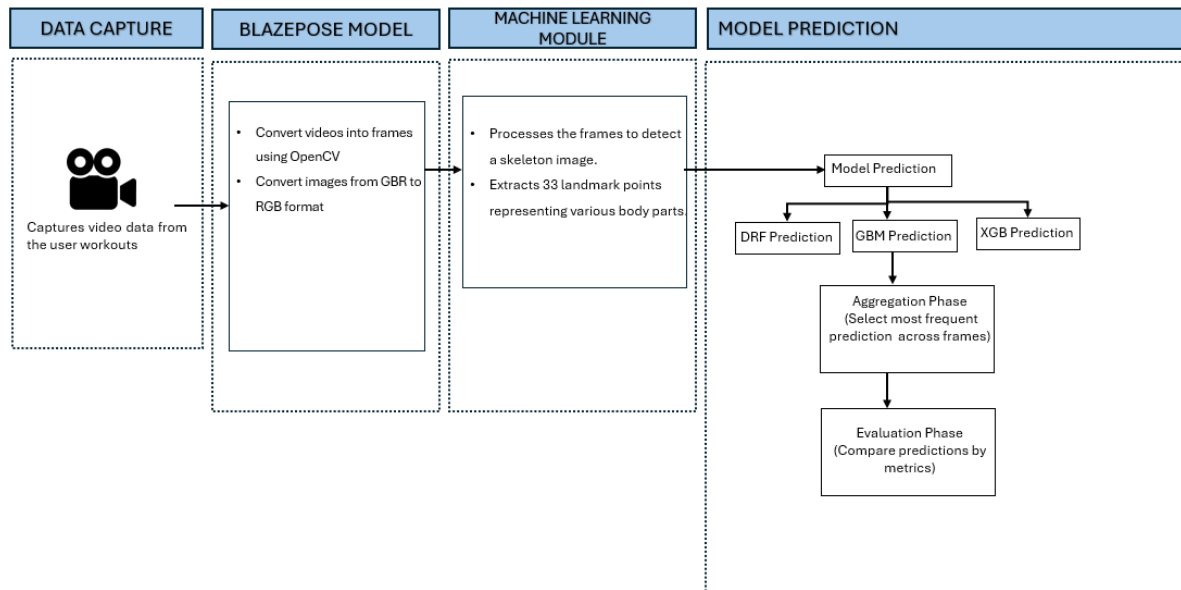 DATA CAPTURE
BLAZEPOSE MODEL
MACHINE LEARNING
MODULE
MODEL PREDICTION
Captures video data from
the user workouts
• Convert videos into frames
using OpenCV
• Convert images from GBR to
RGB format
• Processes the frames to detect
a skeleton image.
• Extracts 33 landmark points
representing various body parts.
Model Prediction
DRF Prediction
GBM Prediction
XGB Prediction
Aggregation Phase
(Select most frequent
prediction across frames)
Evaluation Phase
(Compare predictions by
metrics)